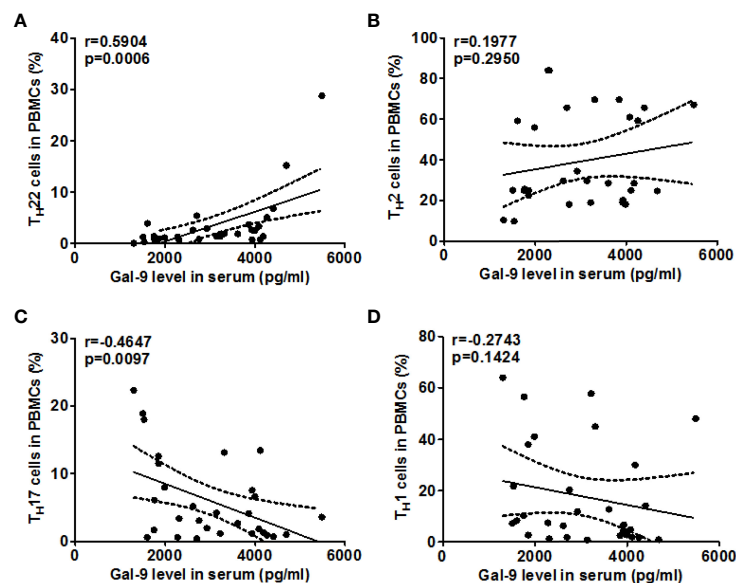 A
r=0.5904
p=0.0006
40
30
20
10
0
0
2000
4000
6000
TH22 cells in PBMCs (%)
Gal-9 level in serum (pg/ml)
B
r=0.1977
p=0.2950
100
80
60
40
20
0
0
2000
4000
6000
TH2 cells in PBMCs (%)
Gal-9 level in serum (pg/ml)
C
r=-0.4647
p=0.0097
30
20
10
0
0
2000
4000
6000
TH17 cells in PBMCs (%)
Gal-9 level in serum (pg/ml)
D
r=-0.2743
p=0.1424
80
60
40
20
0
0
2000
4000
6000
TH1 cells in PBMCs (%)
Gal-9 level in serum (pg/ml)